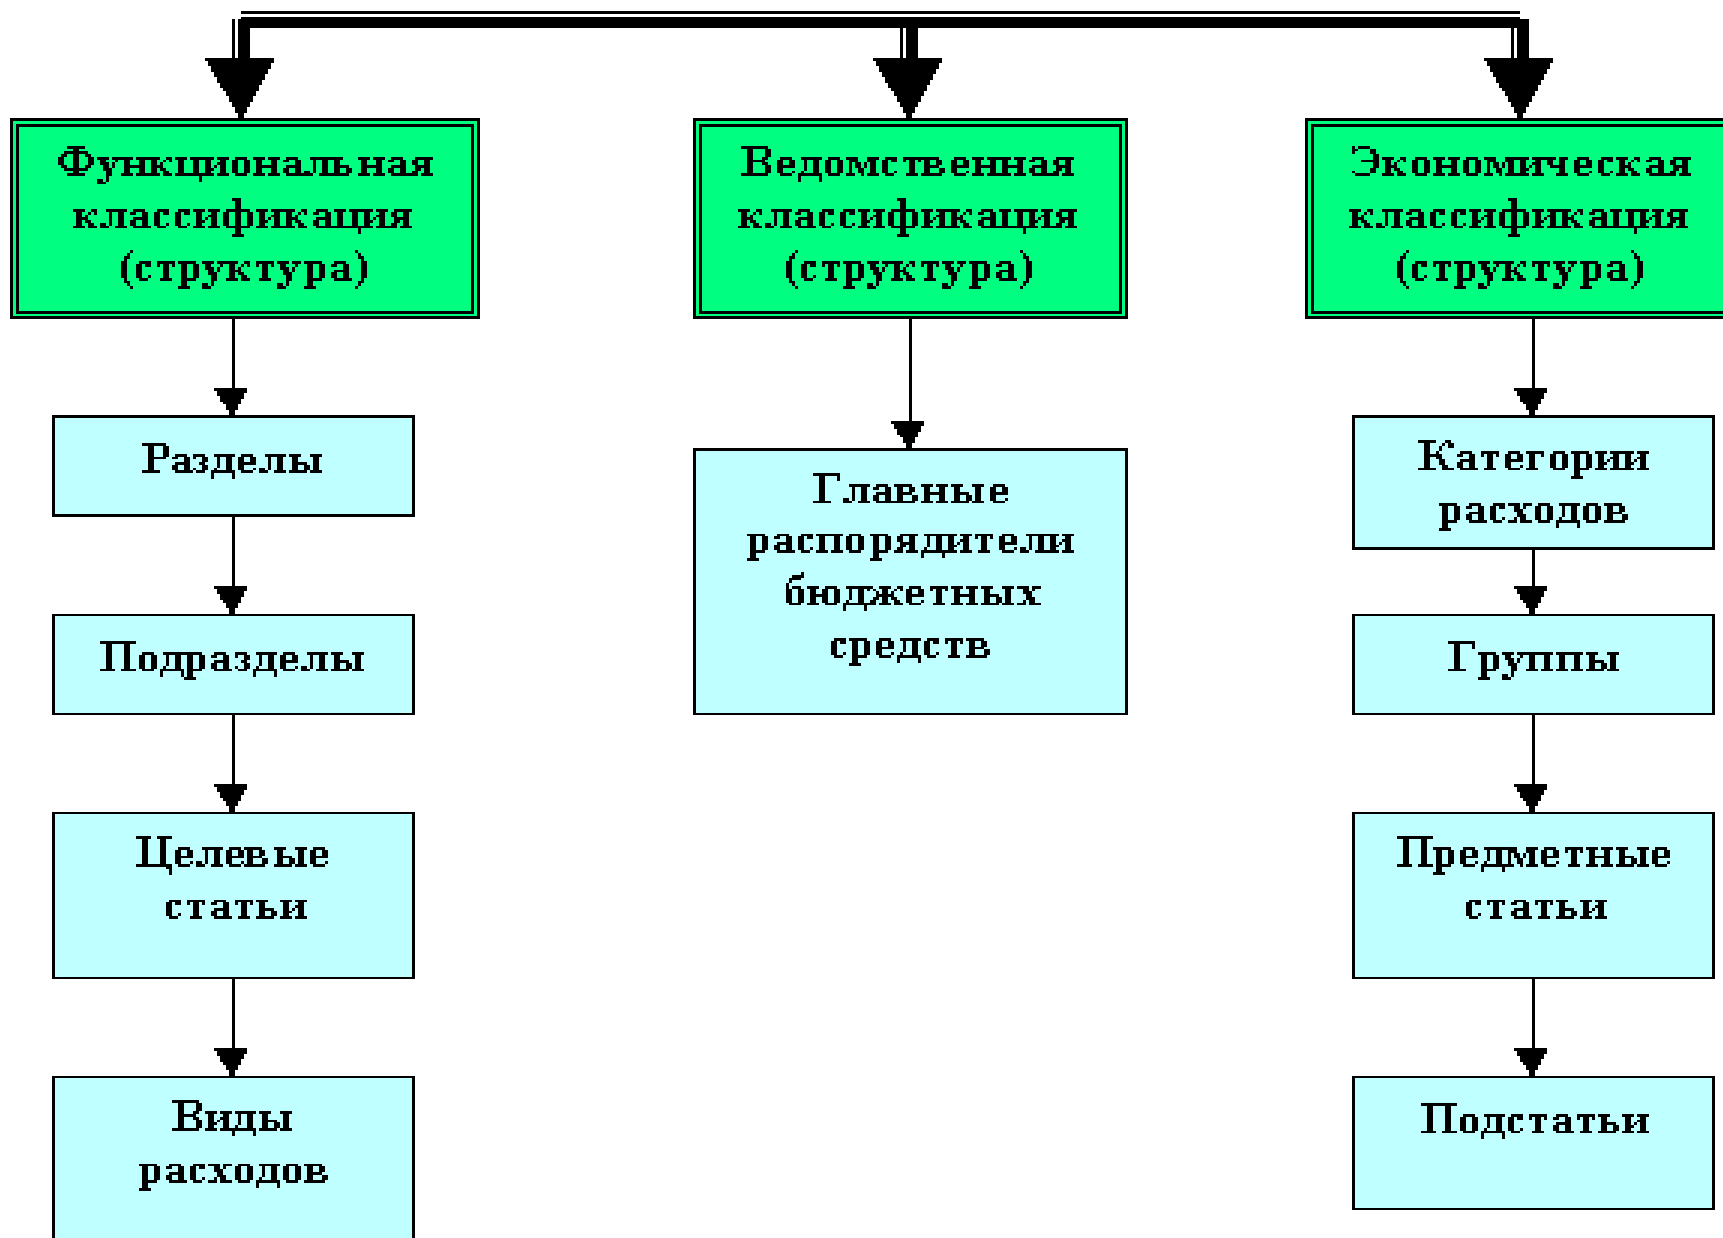 Функциональная
классификация
(структура)
Разделы
Подразделы
Целевые
статьи
Виды
расходов
Ведомственная
классификация
(структура)
Главные
распорядители
бюджетных
средств
Экономическая
классификация
(структура)
Категории
расходов
Группы
Предметные
статьи
Подстатьи